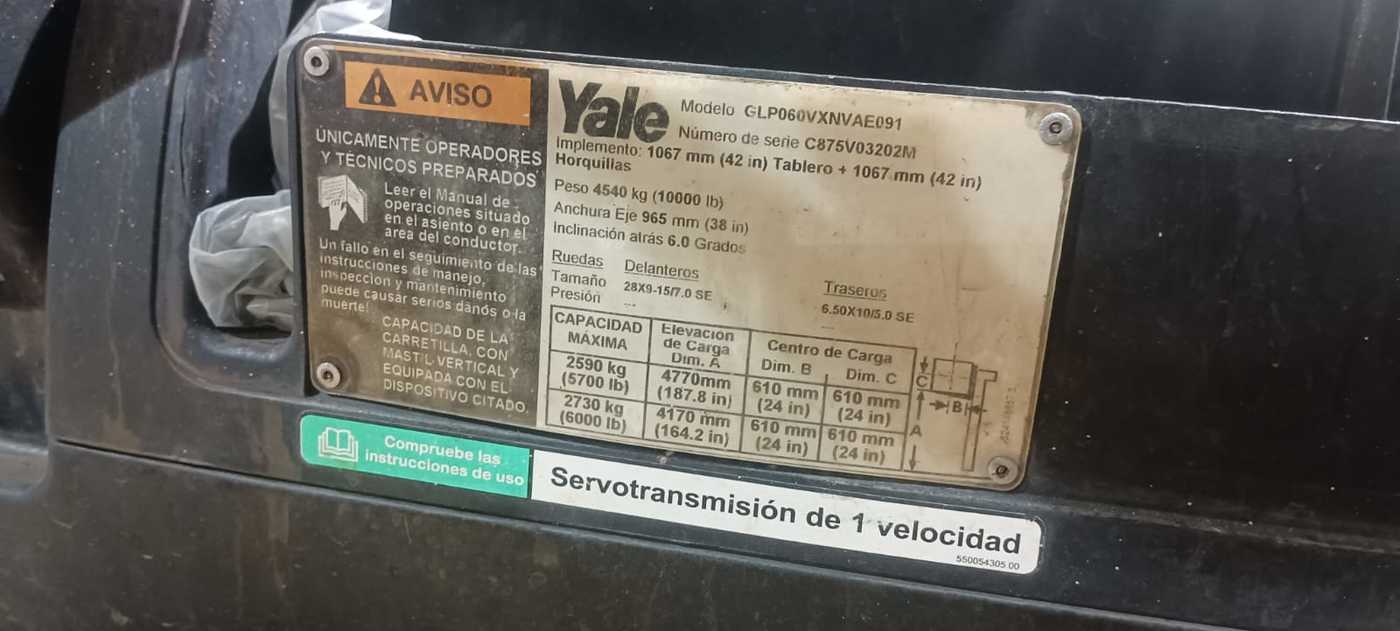 AVISO
ÚNICAMENTE OPERADORES
Y TÉCNICOS PREPARADOS
Leer el Manual de
operaciones situado
en el asiento o en el
area del conductor.
Un fallo en el seguimiento de las
instrucciones de manejo,
inspección y mantenimiento
puede causar serios daños o la
muerte!
CAPACIDAD DE LA
CARRETILLA, CON
MASTIL VERTICAL Y
EQUIPADA CON EL
DISPOSITIVO CITADO.
Yale
Modelo GLP060VXNVAE091
Número de serie C875V03202M
Implemento: 1067 mm (42 in) Tablero + 1067 mm (42 in)
Horquillas
Peso 4540 kg (10000 lb)
Anchura Eje 965 mm (38 in)
Inclinación atrás 6.0 Grados
Ruedas Delanteros Traseros
Tamaño 28X9-15/7.0 SE 6.50X10/5.0 SE
Presión --- ---
CAPACIDAD MÁXIMA Elevación de Carga Dim. A Centro de Carga Dim. B Dim. C
2590 kg (5700 lb) 4770mm (187.8 in) 610 mm (24 in) 610 mm (24 in)
2730 kg (6000 lb) 4170 mm (164.2 in) 610 mm (24 in) 610 mm (24 in)
C
B
A
Compruebe las
instrucciones de uso
Servotransmisión de 1 velocidad
550054305 00